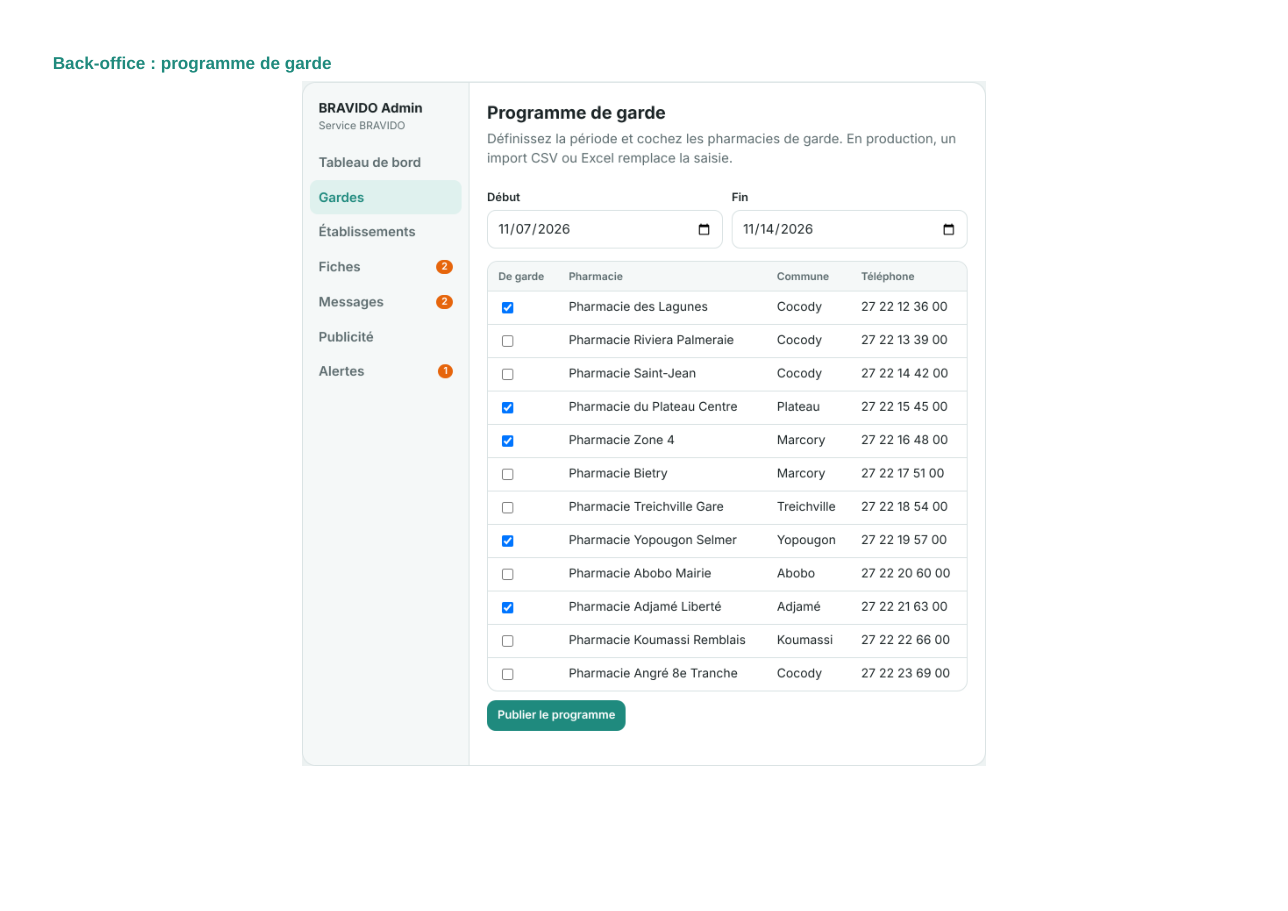 Back-office : programme de garde
BRAVIDO Admin
Service BRAVIDO
Tableau de bord
Gardes
Établissements
Fiches 2
Messages 2
Publicité
Alertes 1
Programme de garde
Définissez la période et cochez les pharmacies de garde. En production, un
import CSV ou Excel remplace la saisie.
Début Fin
11/07/2026 11/14/2026
De garde Pharmacie Commune Téléphone
Pharmacie des Lagunes Cocody 27 22 12 36 00
Pharmacie Riviera Palmeraie Cocody 27 22 13 39 00
Pharmacie Saint-Jean Cocody 27 22 14 42 00
Pharmacie du Plateau Centre Plateau 27 22 15 45 00
Pharmacie Zone 4 Marcory 27 22 16 48 00
Pharmacie Bietry Marcory 27 22 17 51 00
Pharmacie Treichville Gare Treichville 27 22 18 54 00
Pharmacie Yopougon Selmer Yopougon 27 22 19 57 00
Pharmacie Abobo Mairie Abobo 27 22 20 60 00
Pharmacie Adjamé Liberté Adjamé 27 22 21 63 00
Pharmacie Koumassi Remblais Koumassi 27 22 22 66 00
Pharmacie Angré 8e Tranche Cocody 27 22 23 69 00
Publier le programme